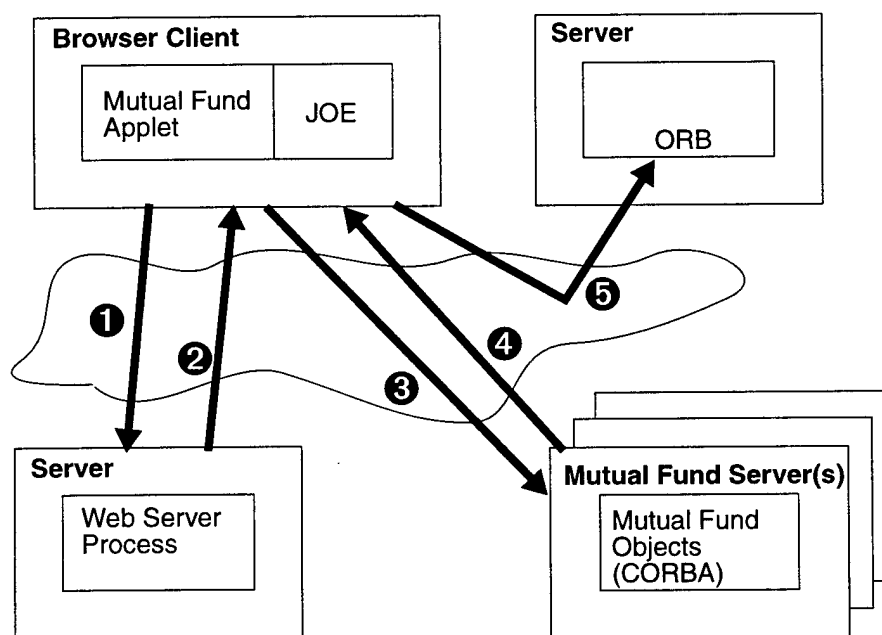 Browser Client
Mutual Fund
Applet
JOE
Server
ORB
1
2
3
4
5
Server
Web Server
Process
Mutual Fund Server(s)
Mutual Fund
Objects
(CORBA)